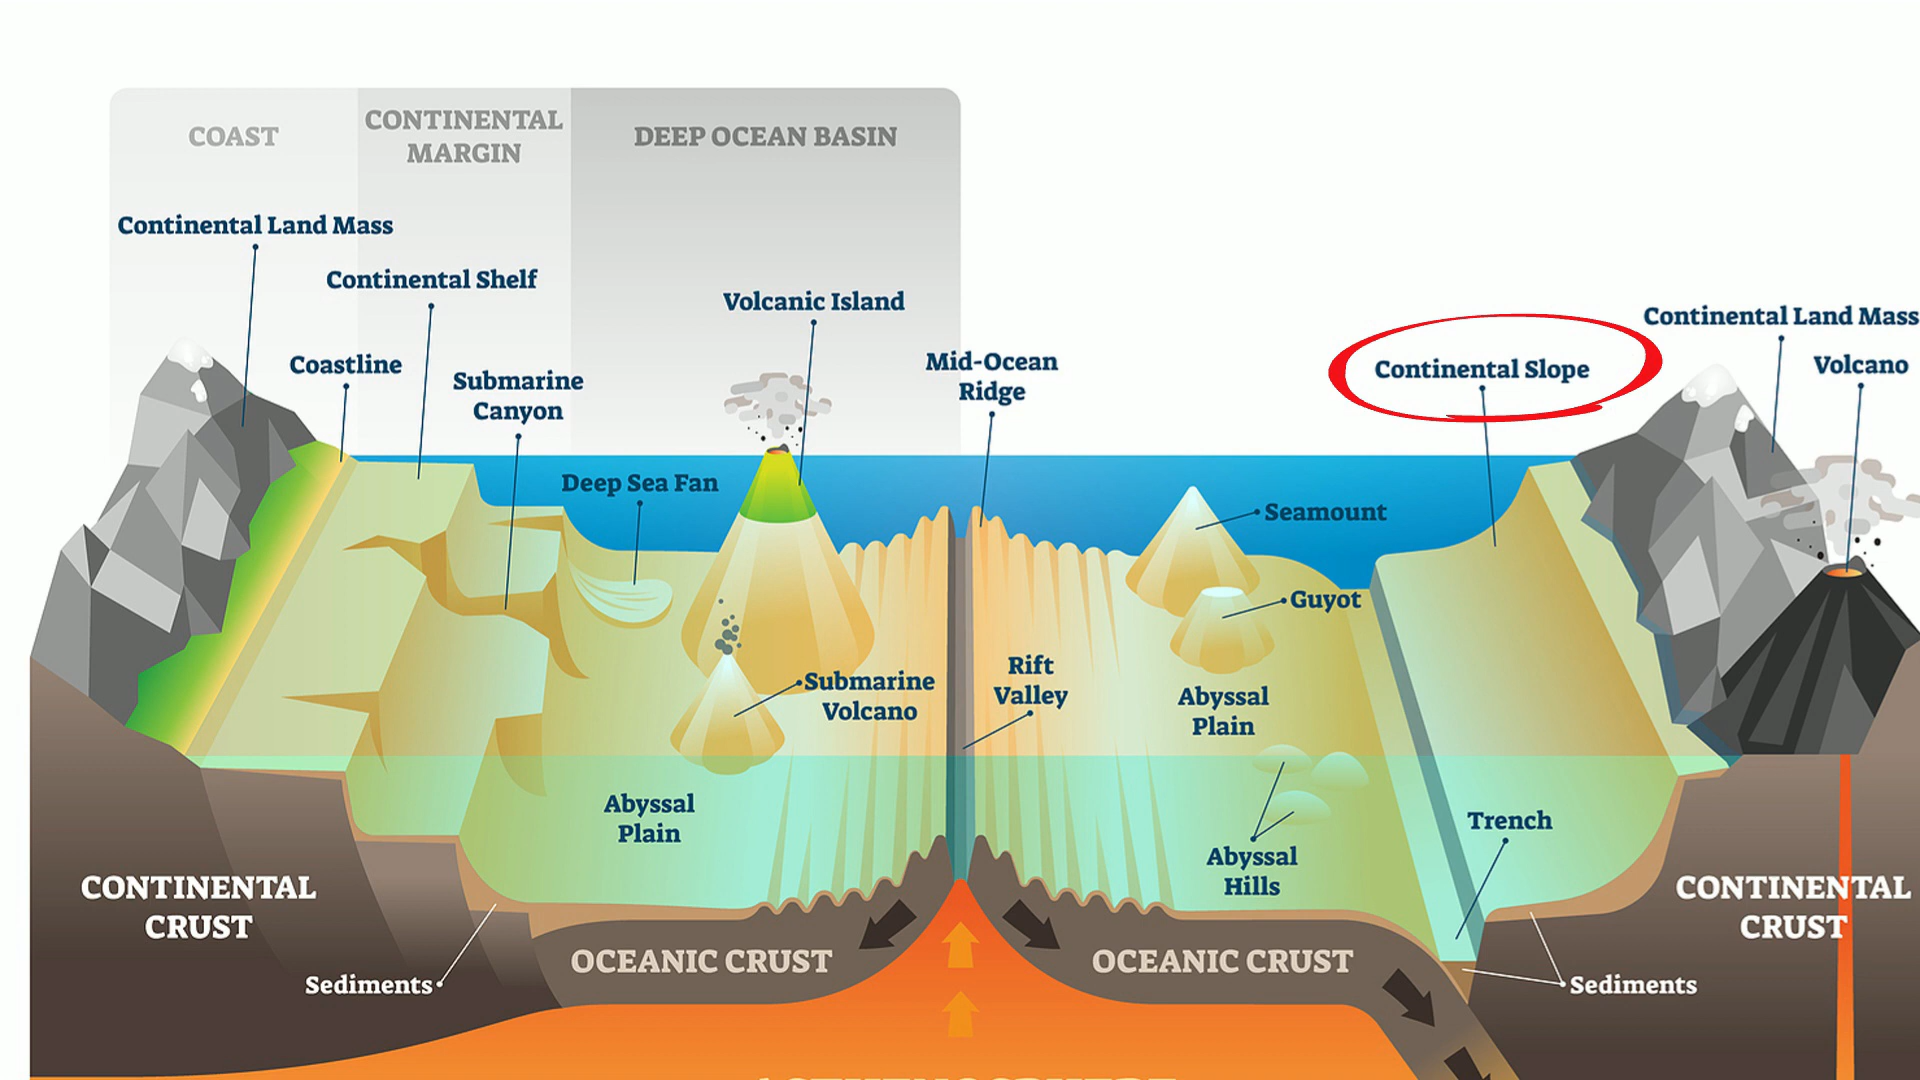 COAST
CONTINENTAL
MARGIN
DEEP OCEAN BASIN
Continental Land Mass
Continental Shelf
Volcanic Island
Continental Land Mass
Coastline
Submarine
Canyon
Mid-Ocean
Ridge
Continental Slope
Volcano
Deep Sea Fan
Seamount
Guyot
Submarine
Volcano
Rift
Valley
Abyssal
Plain
Abyssal
Plain
Trench
Abyssal
Hills
CONTINENTAL
CRUST
CONTINENTAL
CRUST
OCEANIC CRUST
OCEANIC CRUST
Sediments
Sediments